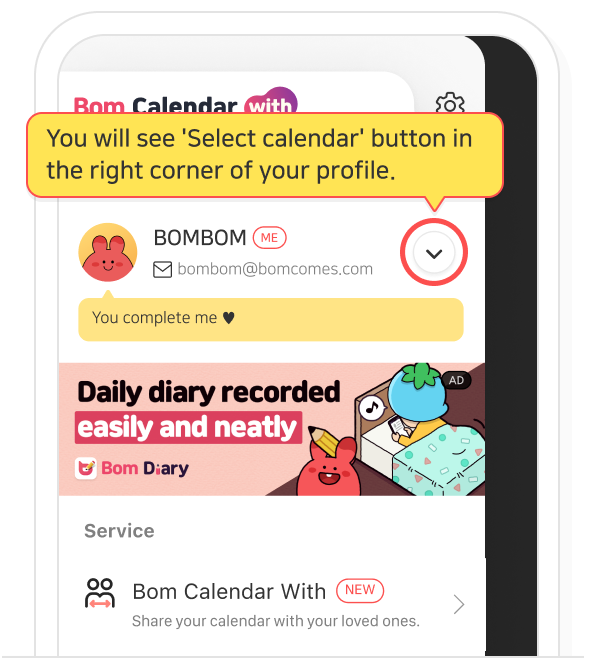 Bom Calendar with
You will see 'Select calendar' button in
the right corner of your profile.
BOMBOM ME
bombom@bomcomes.com
You complete me ♥
AD
Daily diary recorded
easily and neatly
Bom Diary
Service
Bom Calendar With NEW
Share your calendar with your loved ones.